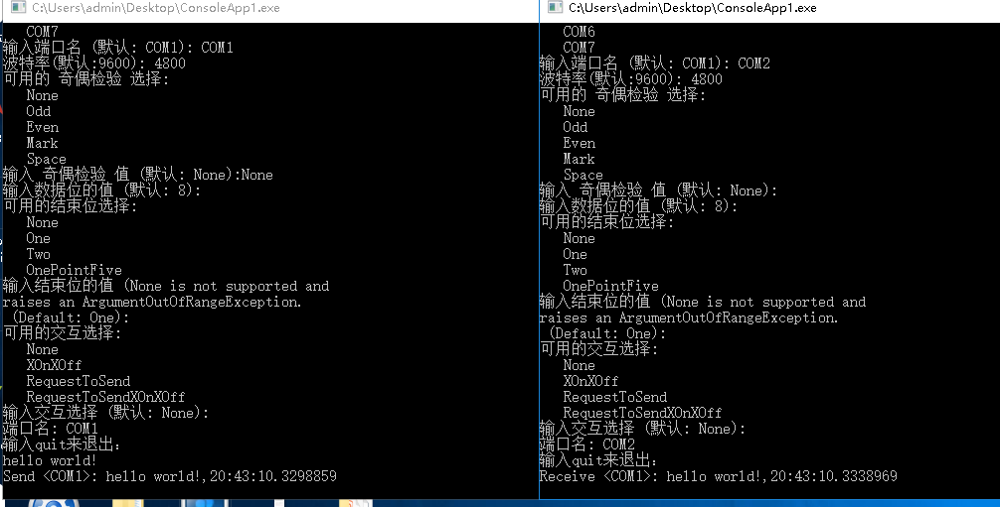 C:\Users\admin\Desktop\ConsoleApp1.exe
COM7
输入端口名 (默认: COM1): COM1
波特率(默认:9600): 4800
可用的 奇偶检验 选择:
None
Odd
Even
Mark
Space
输入 奇偶检验 值 (默认: None):None
输入数据位的值 (默认: 8):
可用的结束位选择:
None
One
Two
OnePointFive
输入结束位的值 (None is not supported and
raises an ArgumentOutOfRangeException.
(Default: One):
可用的交互选择:
None
XOnXOff
RequestToSend
RequestToSendXOnXOff
输入交互选择 (默认: None):
端口名: COM1
输入quit来退出:
hello world!
Send <COM1>: hello world!,20:43:10.3298859
C:\Users\admin\Desktop\ConsoleApp1.exe
COM6
COM7
输入端口名 (默认: COM1): COM2
波特率(默认:9600): 4800
可用的 奇偶检验 选择:
None
Odd
Even
Mark
Space
输入 奇偶检验 值 (默认: None):
输入数据位的值 (默认: 8):
可用的结束位选择:
None
One
Two
OnePointFive
输入结束位的值 (None is not supported and
raises an ArgumentOutOfRangeException.
(Default: One):
可用的交互选择:
None
XOnXOff
RequestToSend
RequestToSendXOnXOff
输入交互选择 (默认: None):
端口名: COM2
输入quit来退出:
Receive <COM1>: hello world!,20:43:10.3338969